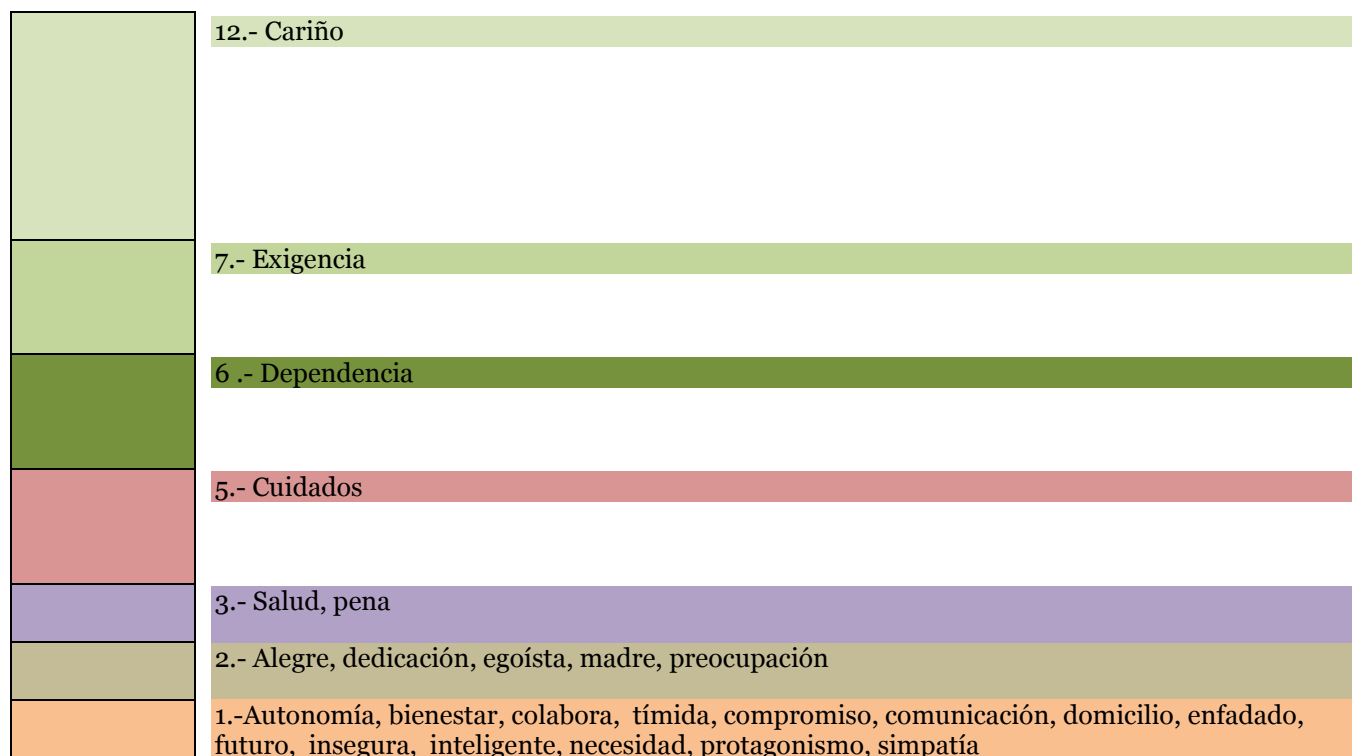 12.- Cariño
7.- Exigencia
6 .- Dependencia
5.- Cuidados
3.- Salud, pena
2.- Alegre, dedicación, egoísta, madre, preocupación
1.-Autonomía, bienestar, colabora,  tímida, compromiso, comunicación, domicilio, enfadado,
futuro,  insegura,  inteligente, necesidad, protagonismo, simpatía